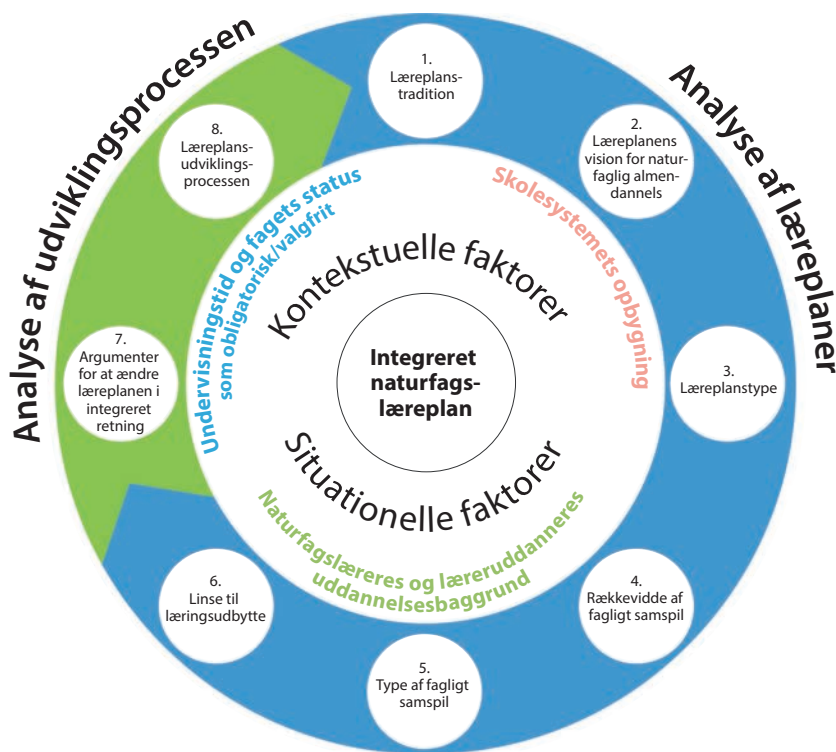 Analyse af udviklingsprocessen
Analyse af læreplaner
1.
Læreplans-
tradition
2.
Læreplanens
vision for natur-
faglig almen-
dannels
3.
Læreplanstype
4.
Rækkevidde af
fagligt samspil
5.
Type af fagligt
samspil
6.
Linse til
læringsudbytte
7.
Argumenter
for at ændre
læreplanen i
integreret
retning
8.
Læreplans-
udviklings-
processen
Undervisningstid og fagets status
som obligatorisk/valgfrit
Skolesystemets opbygning
Kontekstuelle faktorer
Integreret
naturfags-
læreplan
Situationelle faktorer
Naturfagslæreres og læreruddanneres
uddannelsesbaggrund